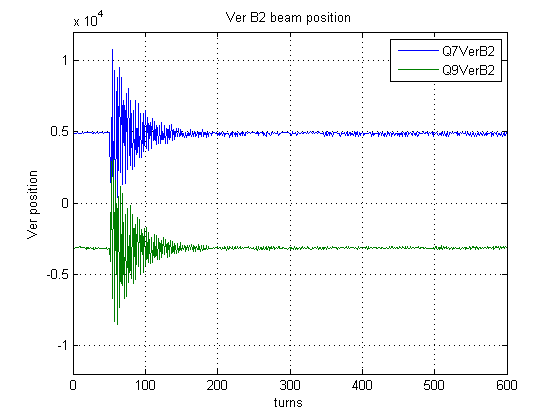 Ver B2 beam position
x 10^4
Q7VerB2
Q9VerB2
1
0.5
0
-0.5
-1
Ver position
0 100 200 300 400 500 600
turns